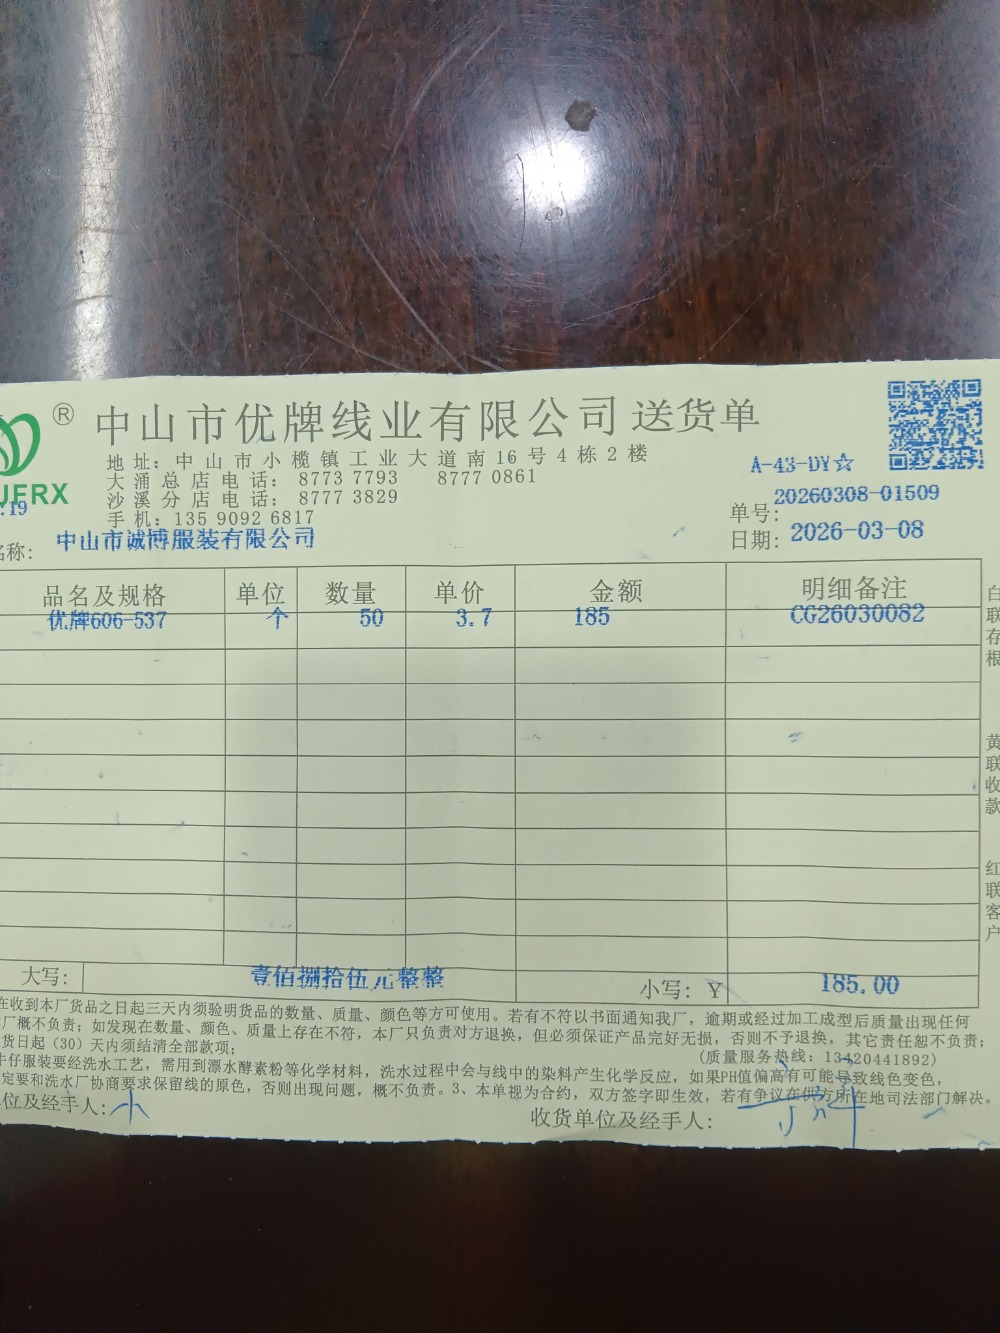 ®
中山市优牌线业有限公司 送货单
UFRX
地址：中山市小榄镇工业大道南16号4栋2楼
大涌总店电话： 8773 7793 8777 0861
沙溪分店电话： 8777 3829
手机：135 9092 6817
A-43-DY☆
:19
单号：20260308-01509
日期：2026-03-08
名称： 中山市诚博服装有限公司
品名及规格 单位 数量 单价 金额 明细备注
优牌606-537 个 50 3.7 185 CG26030082
白联存根
黄联收款
红联客户
大写： 壹佰捌拾伍元整整 小写：Y 185.00
在收到本厂货品之日起三天内须验明货品的数量、质量、颜色等方可使用。若有不符以书面通知我厂，逾期或经过加工成型后质量出现任何
厂概不负责；如发现在数量、颜色、质量上存在不符，本厂只负责对方退换，但必须保证产品完好无损，否则不予退换，其它责任恕不负责；
货日起（30）天内须结清全部款项；
(质量服务热线：13420441892)
牛仔服装要经洗水工艺，需用到漂水酵素粉等化学材料，洗水过程中会与线中的染料产生化学反应，如果PH值偏高有可能导致线色变色，
定要和洗水厂协商要求保留线的原色，否则出现问题，概不负责。3、本单视为合约，双方签字即生效，若有争议在供方所在地司法部门解决。
位及经手人：小
收货单位及经手人：